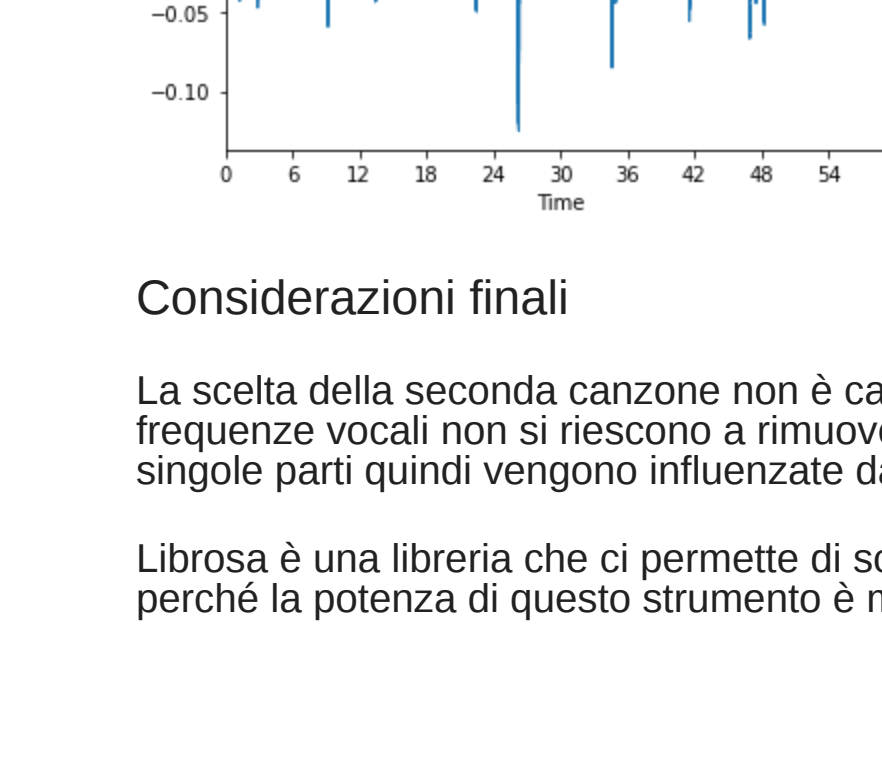 −0.05
−0.10
0 6 12 18 24 30 36 42 48 54
Time
Considerazioni finali
La scelta della seconda canzone non è ca
frequenze vocali non si riescono a rimuov
singole parti quindi vengono influenzate da
Librosa è una libreria che ci permette di sc
perché la potenza di questo strumento è